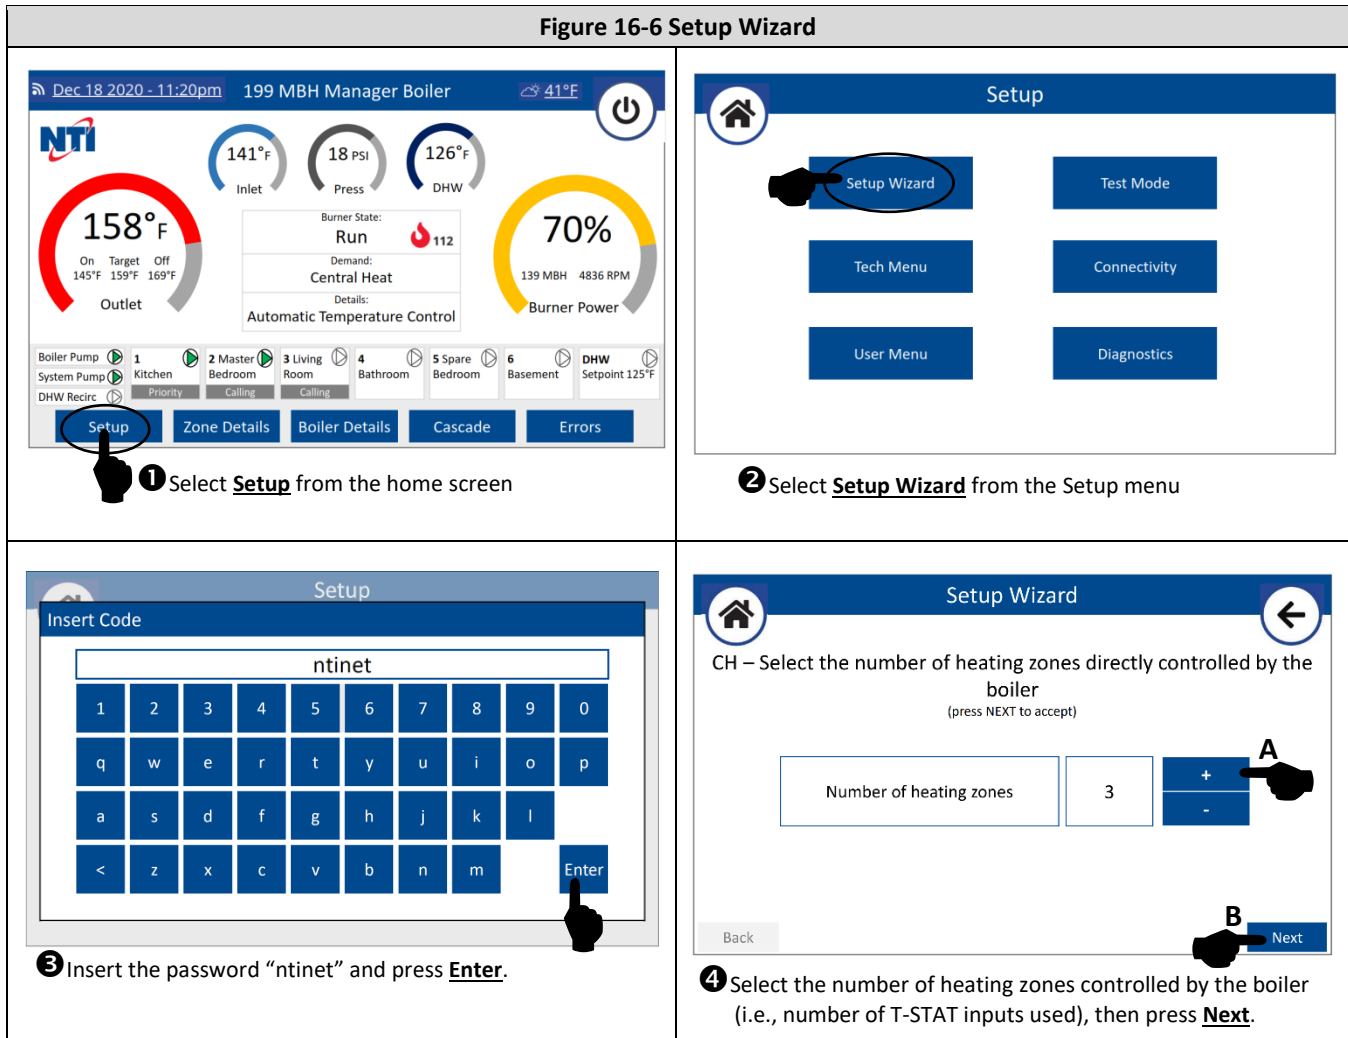 Figure 16-6 Setup Wizard
Dec 18 2020 - 11:20pm 199 MBH Manager Boiler 41°F
NTI
141°F
Inlet
18 PSI
Press
126°F
DHW
158°F
On Target Off
145°F 159°F 169°F
Outlet
Burner State:
Run 112
Demand:
Central Heat
Details:
Automatic Temperature Control
70%
139 MBH 4836 RPM
Burner Power
Boiler Pump
System Pump
DHW Recirc
1
Kitchen
Priority
2 Master
Bedroom
Calling
3 Living
Room
Calling
4
Bathroom
5 Spare
Bedroom
6
Basement
DHW
Setpoint 125°F
Setup Zone Details Boiler Details Cascade Errors
❶ Select Setup from the home screen
Setup
Setup Wizard Test Mode
Tech Menu Connectivity
User Menu Diagnostics
❷ Select Setup Wizard from the Setup menu
Setup
Insert Code
ntinet
1 2 3 4 5 6 7 8 9 0
q w e r t y u i o p
a s d f g h j k l
< z x c v b n m Enter
❸ Insert the password “ntinet” and press Enter.
Setup Wizard
CH – Select the number of heating zones directly controlled by the
boiler
(press NEXT to accept)
Number of heating zones 3 + -
A
B
Back Next
❹ Select the number of heating zones controlled by the boiler
(i.e., number of T-STAT inputs used), then press Next.